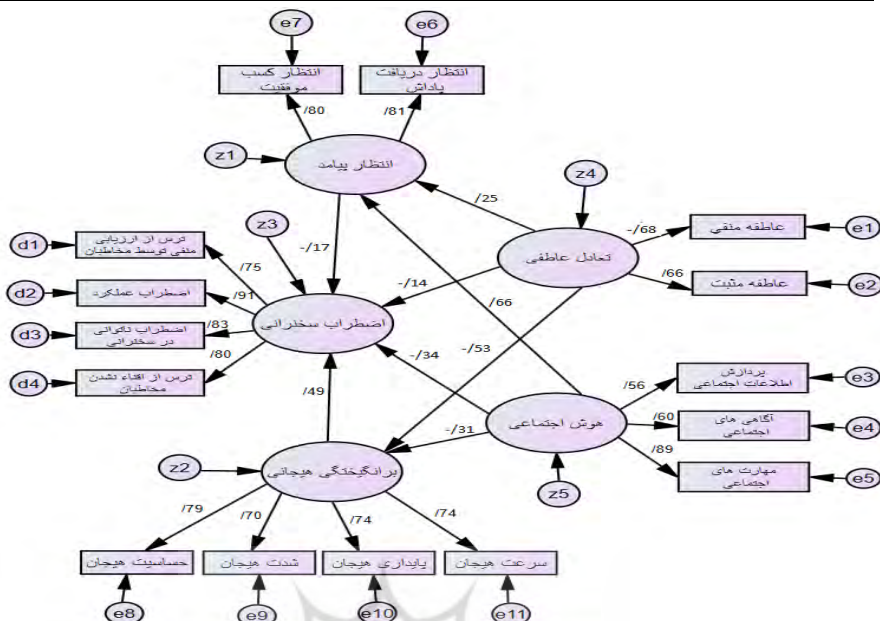 e7
e6
انتظار کسب
موفقیت
انتظار دریافت
پاداش
/80
/81
z1
انتظار پیامد
z4
/25
z3
-/17
-/68
عاطفه منفی
e1
d1
ترس از ارزیابی
منفی توسط مخاطبان
/75
تعادل عاطفی
-/14
/66
عاطفه مثبت
e2
d2
اضطراب عملکرد
/91
اضطراب سخنرانی
/66
d3
اضطراب ناتوانی
در سخنرانی
/83
-/34
-/53
d4
ترس از اقناء نشدن
مخاطبان
/80
/49
/56
پردازش
اطلاعات اجتماعی
e3
هوش اجتماعی
/60
آگاهی های
اجتماعی
e4
-/31
/89
مهارت های
اجتماعی
e5
z2
برانگیختگی هیجانی
z5
/79
/70
/74
/74
حساسیت هیجان
شدت هیجان
پایداری هیجان
سرعت هیجان
e8
e9
e10
e11